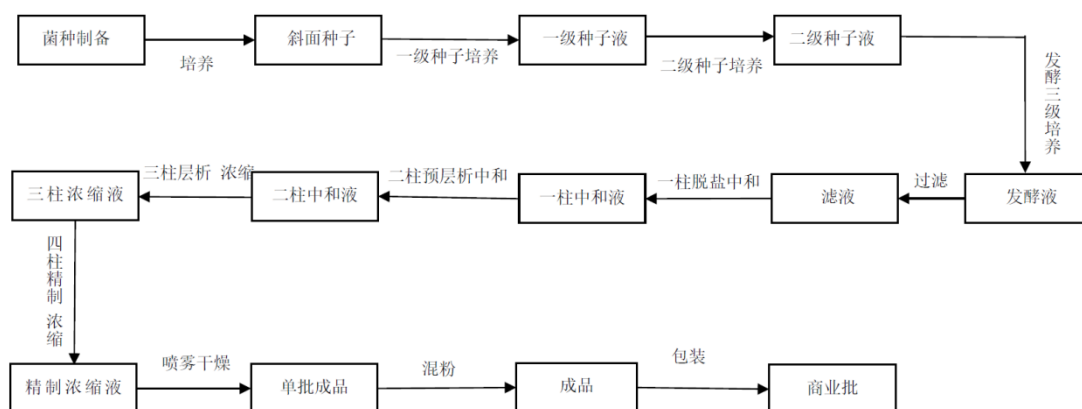 菌种制备
培养
斜面种子
一级种子培养
一级种子液
二级种子培养
二级种子液
发酵三级培养
发酵液
过滤
滤液
一柱脱盐中和
一柱中和液
二柱预层析中和
二柱中和液
三柱层析 浓缩
三柱浓缩液
四柱精制 浓缩
精制浓缩液
喷雾干燥
单批成品
混粉
成品
包装
商业批